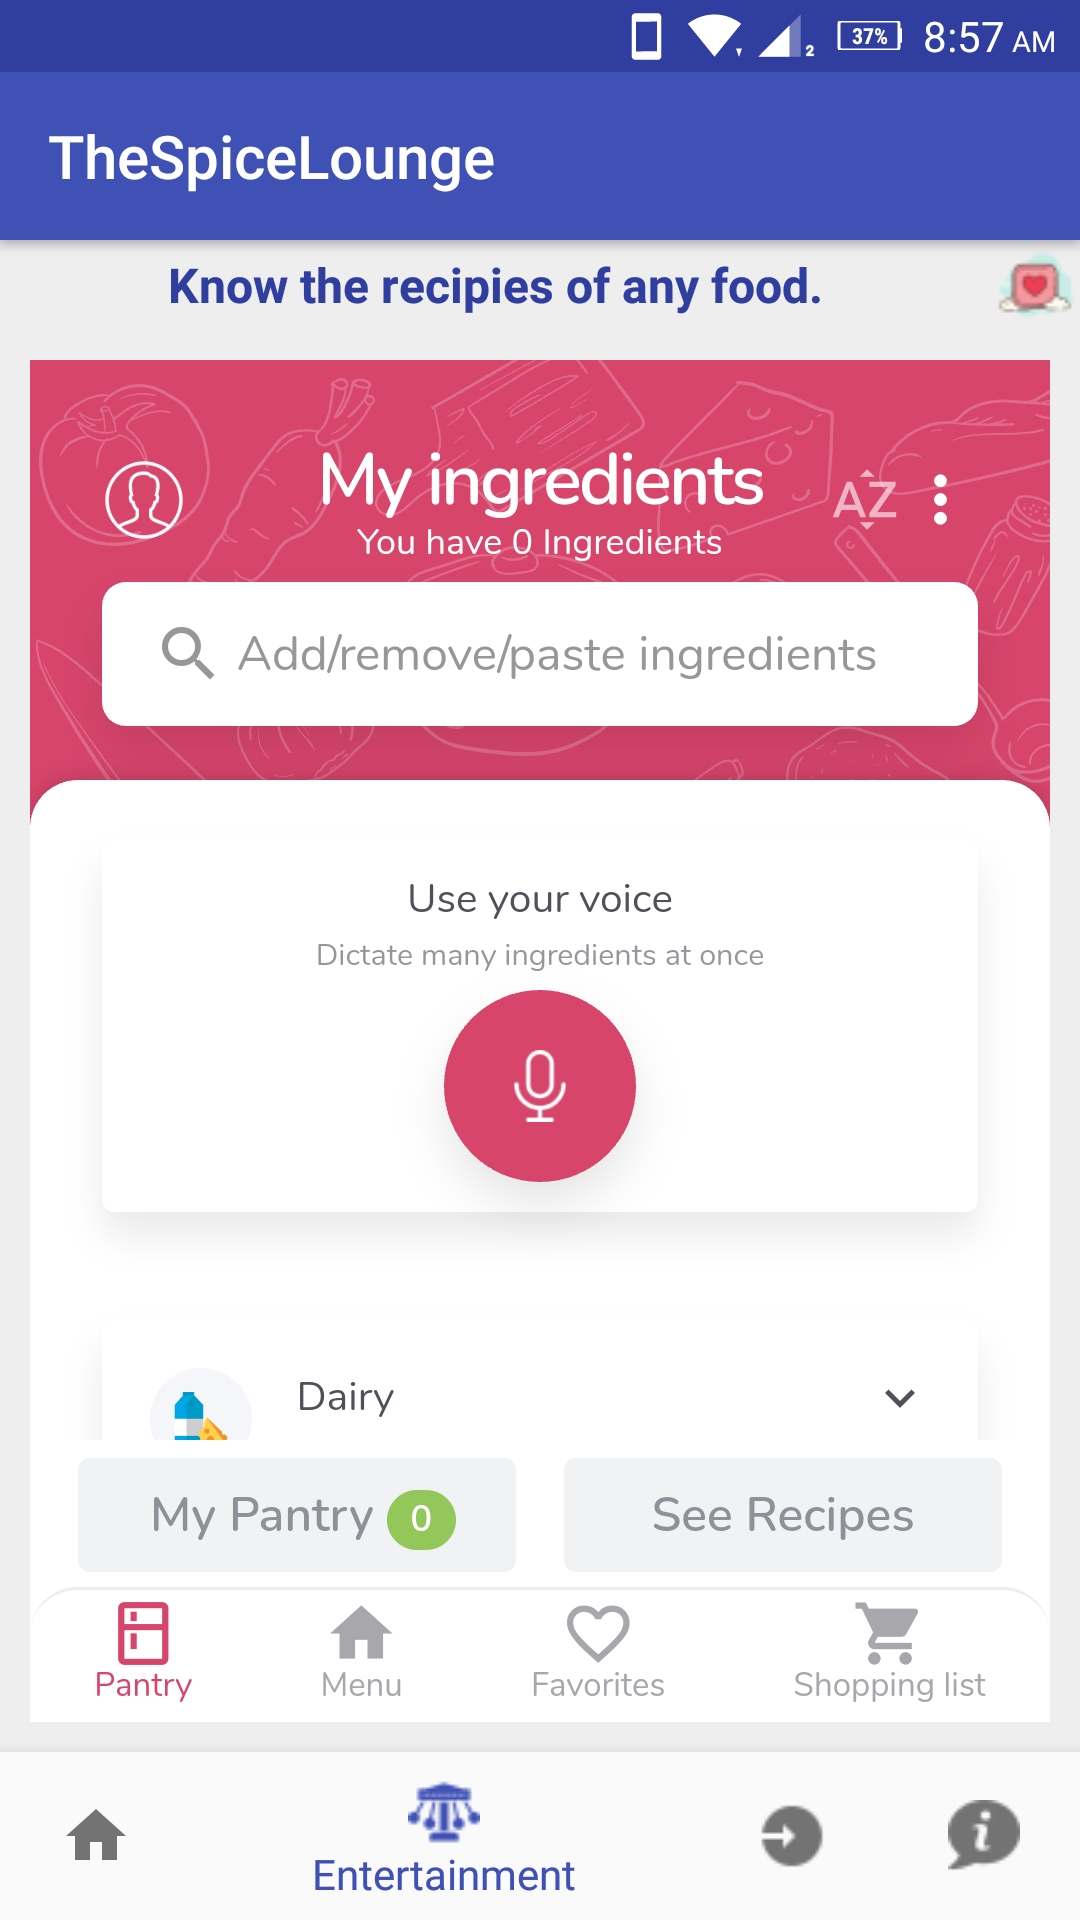 37%
2
8:57 AM
TheSpiceLounge
Know the recipies of any food.
My ingredients
You have 0 Ingredients
AZ
Add/remove/paste ingredients
Use your voice
Dictate many ingredients at once
Dairy
My Pantry 0
See Recipes
Pantry
Menu
Favorites
Shopping list
Entertainment